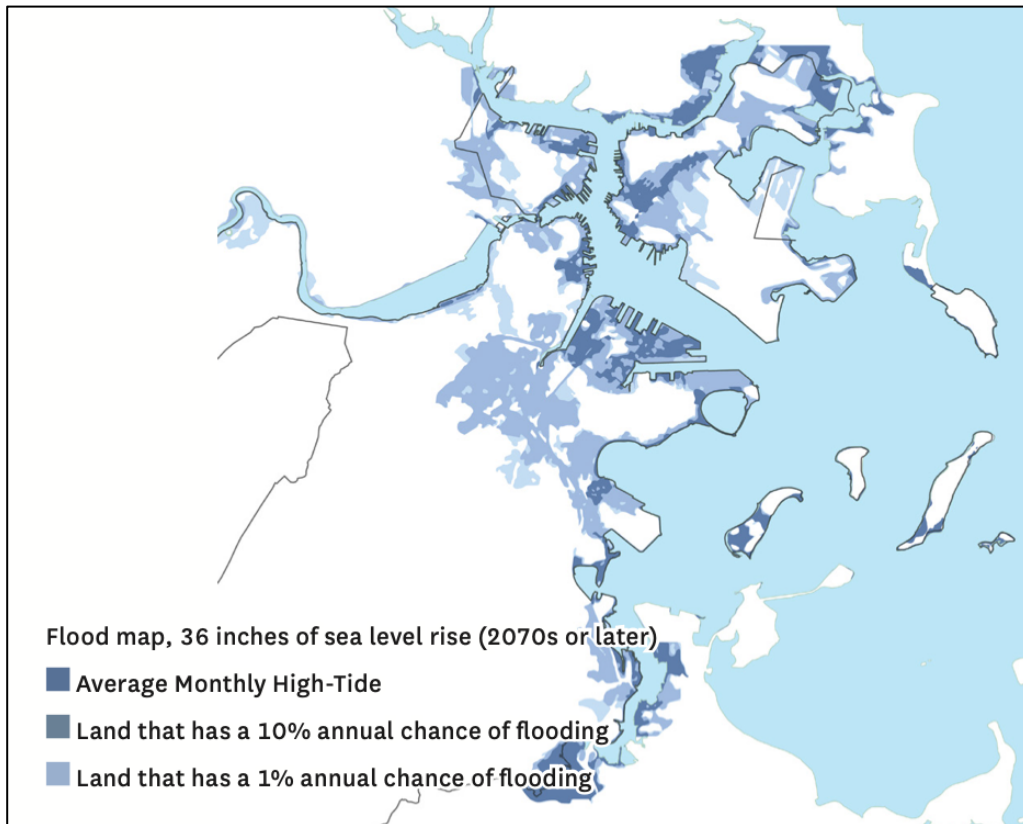 Flood map, 36 inches of sea level rise (2070s or later)
Average Monthly High-Tide
Land that has a 10% annual chance of flooding
Land that has a 1% annual chance of flooding